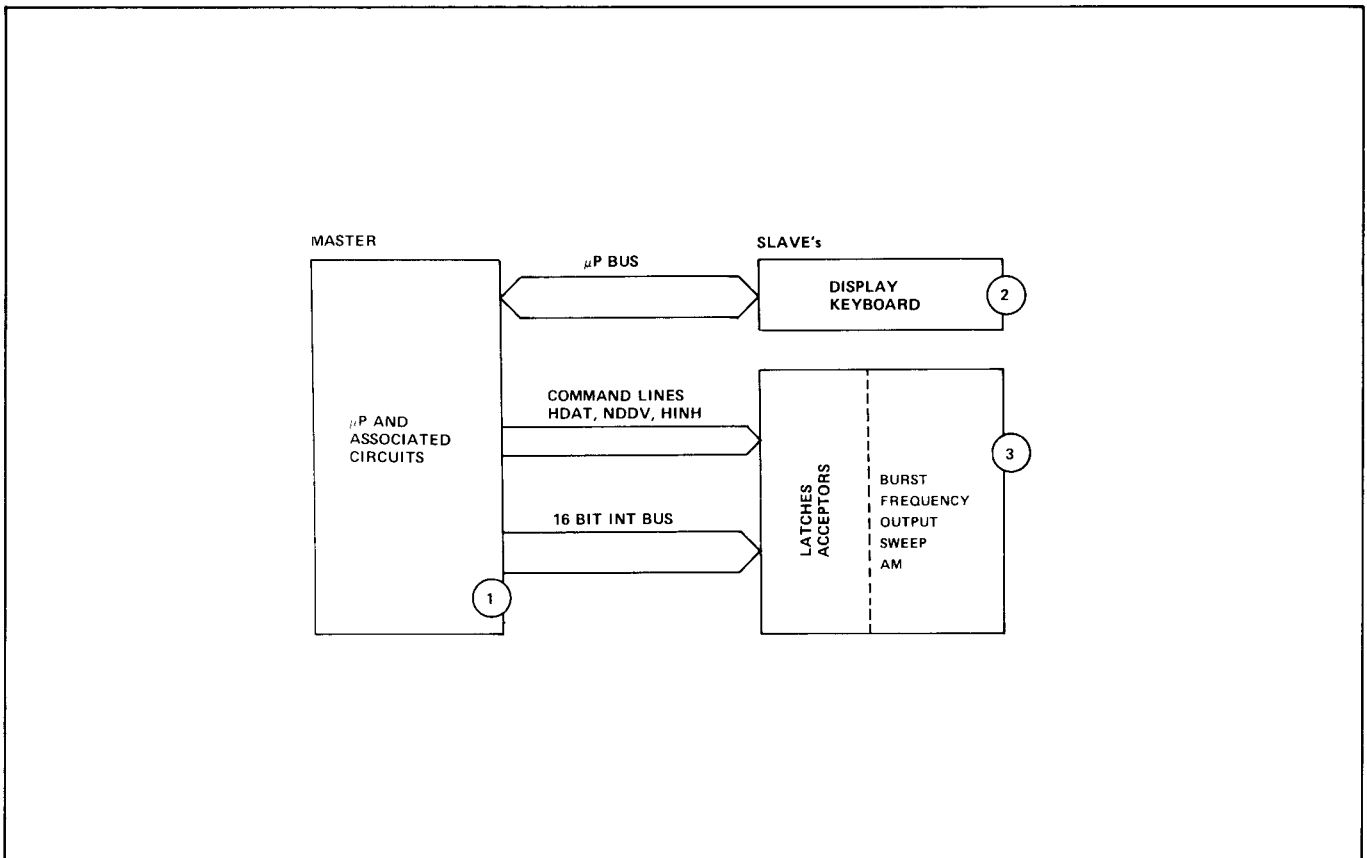 MASTER
SLAVE's
μP BUS
DISPLAY
KEYBOARD
2
COMMAND LINES
HDAT, NDDV, HINH
μP AND
ASSOCIATED
CIRCUITS
3
LATCHES
ACCEPTORS
BURST
FREQUENCY
OUTPUT
SWEEP
AM
16 BIT INT BUS
1